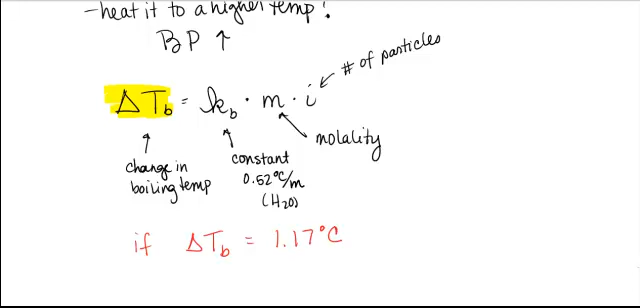 -heat it to a higher temp!
BP ↑
# of particles
ΔTb = kb · m · i
molality
change in boiling temp
constant
0.52°C/m
(H2O)
if ΔTb = 1.17°C